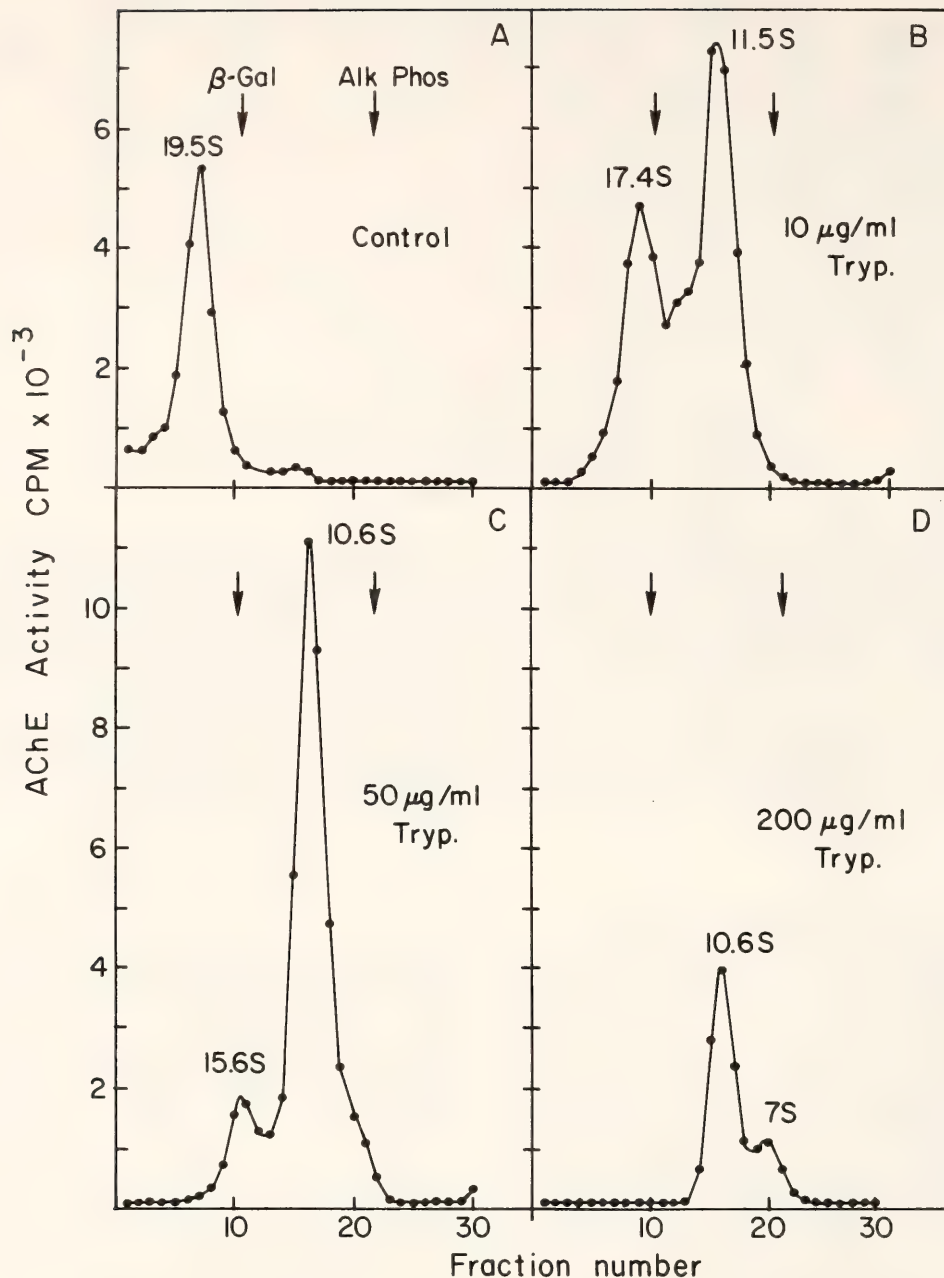 A
β-Gal Alk Phos
19.5S
Control
6
4
2
B
11.5S
17.4S
10 μg/ml
Tryp.
C
10.6S
50 μg/ml
Tryp.
15.6S
10
8
6
4
2
D
200 μg/ml
Tryp.
10.6S
7S
10 20 30 10 20 30
Fraction number
AChE Activity CPM x 10⁻³